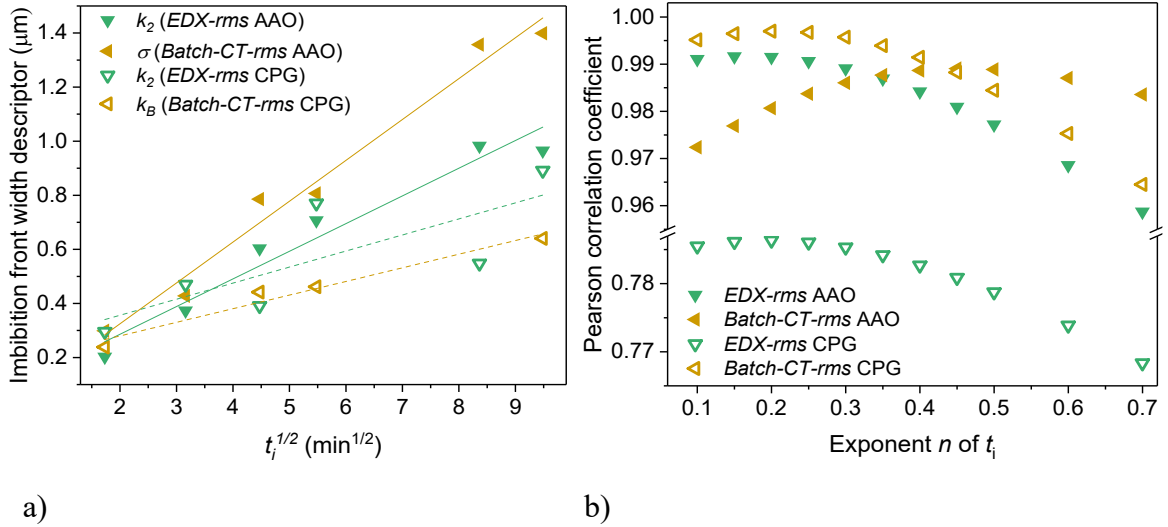 1.4
1.2
1.0
0.8
0.6
0.4
0.2
Imbibition front width descriptor (μm)
k2 (EDX-rms AAO)
σ (Batch-CT-rms AAO)
k2 (EDX-rms CPG)
kB (Batch-CT-rms CPG)
2 3 4 5 6 7 8 9
ti^1/2 (min^1/2)
a)
1.00
0.99
0.98
0.97
0.96
0.78
0.77
Pearson correlation coefficient
EDX-rms AAO
Batch-CT-rms AAO
EDX-rms CPG
Batch-CT-rms CPG
0.1 0.2 0.3 0.4 0.5 0.6 0.7
Exponent n of ti
b)